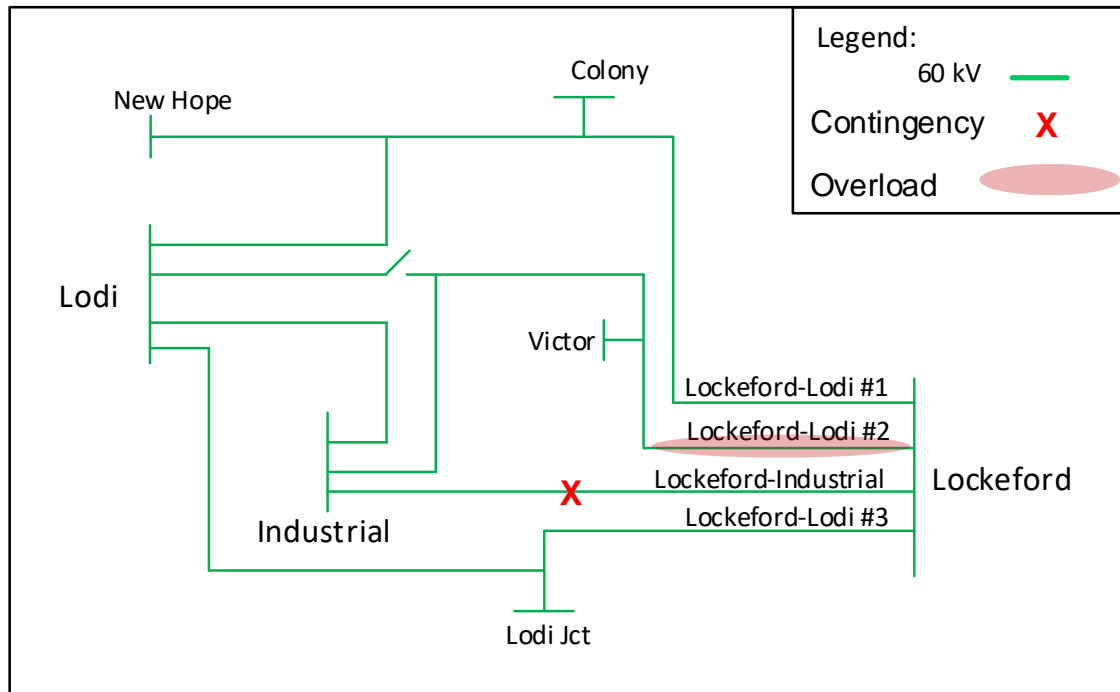 Legend:
60 kV
Contingency X
Overload
Colony
New Hope
Lodi
Victor
Lockeford-Lodi #1
Lockeford-Lodi #2
Lockeford-Industrial
Lockeford
X
Lockeford-Lodi #3
Industrial
Lodi Jct